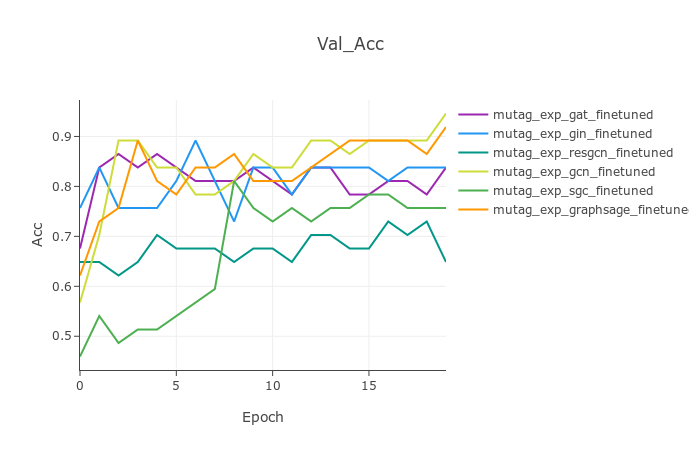 Val_Acc
mutag_exp_gat_finetuned
mutag_exp_gin_finetuned
mutag_exp_resgcn_finetuned
mutag_exp_gcn_finetuned
mutag_exp_sgc_finetuned
mutag_exp_graphsage_finetune
0.9
0.8
0.7
0.6
0.5
Acc
0
5
10
15
Epoch